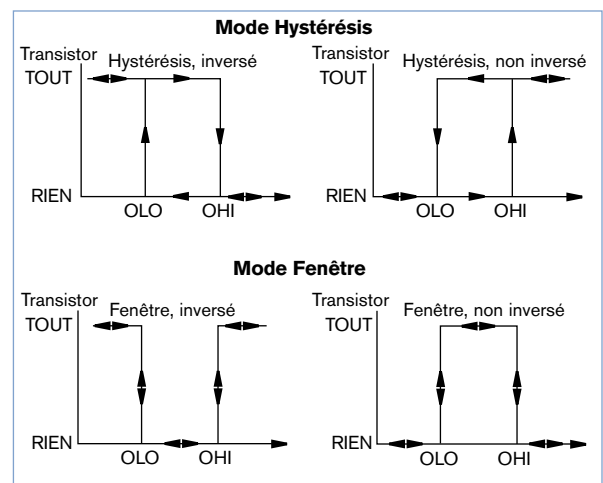 Mode Hystérésis
Transistor
TOUT
Hystérésis, inversé
RIEN
OLO OHI
Transistor
TOUT
Hystérésis, non inversé
RIEN
OLO OHI
Mode Fenêtre
Transistor
TOUT
Fenêtre, inversé
RIEN
OLO OHI
Transistor
TOUT
Fenêtre, non inversé
RIEN
OLO OHI